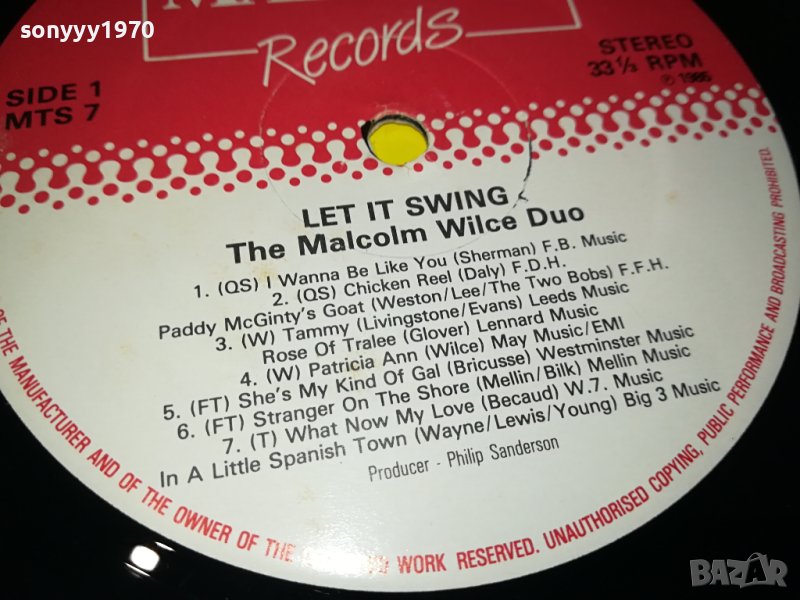 sonyyy1970
Records
SIDE 1
MTS 7
STEREO
33⅓ RPM
℗ 1986
LET IT SWING
The Malcolm Wilce Duo
1. (QS) I Wanna Be Like You (Sherman) F.B. Music
2. (QS) Chicken Reel (Daly) F.D.H.
Paddy McGinty's Goat (Weston/Lee/The Two Bobs) F.F.H.
3. (W) Tammy (Livingstone/Evans) Leeds Music
Rose Of Tralee (Glover) Lennard Music
4. (W) Patricia Ann (Wilce) May Music/EMI
5. (FT) She's My Kind Of Gal (Bricusse) Westminster Music
6. (FT) Stranger On The Shore (Mellin/Bilk) Mellin Music
7. (T) What Now My Love (Becaud) W.7. Music
In A Little Spanish Town (Wayne/Lewis/Young) Big 3 Music
Producer - Philip Sanderson
OF THE MANUFACTURER AND OF THE OWNER OF THE WORK RESERVED. UNAUTHORISED COPYING, PUBLIC PERFORMANCE AND BROADCASTING PROHIBITED.
BAZAR
bazar.bg